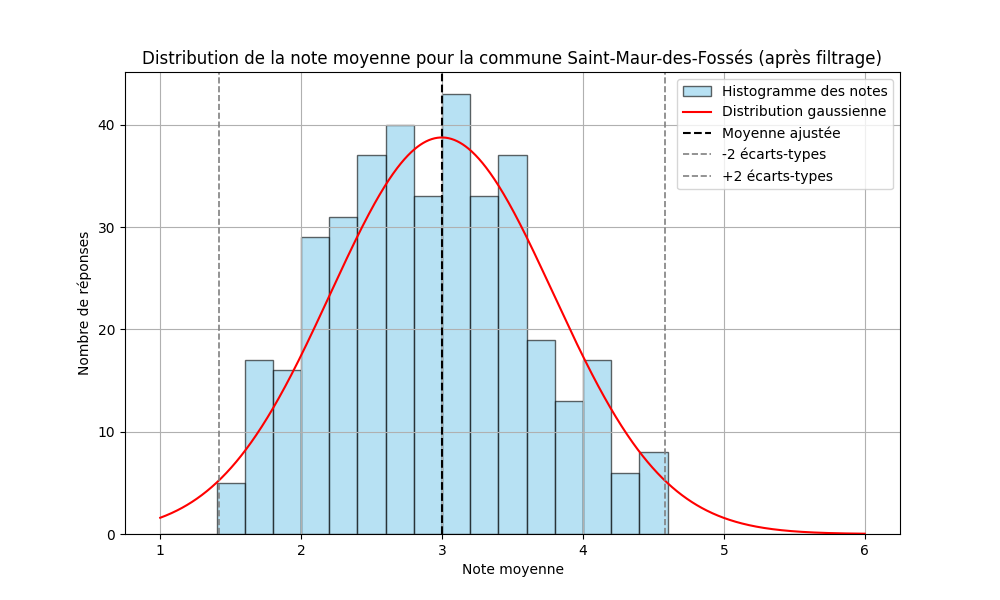 Distribution de la note moyenne pour la commune Saint-Maur-des-Fossés (après filtrage)
Histogramme des notes
Distribution gaussienne
Moyenne ajustée
-2 écarts-types
+2 écarts-types
Nombre de réponses
40
30
20
10
0
1 2 3 4 5 6
Note moyenne